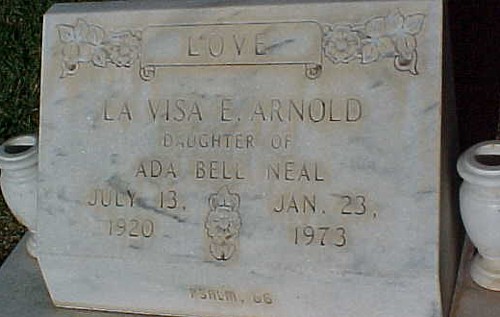 LOVE
LA VISA E. ARNOLD
DAUGHTER OF
ADA BELL NEAL
JULY 13, JAN. 23,
1920 1973
PSALM. 66